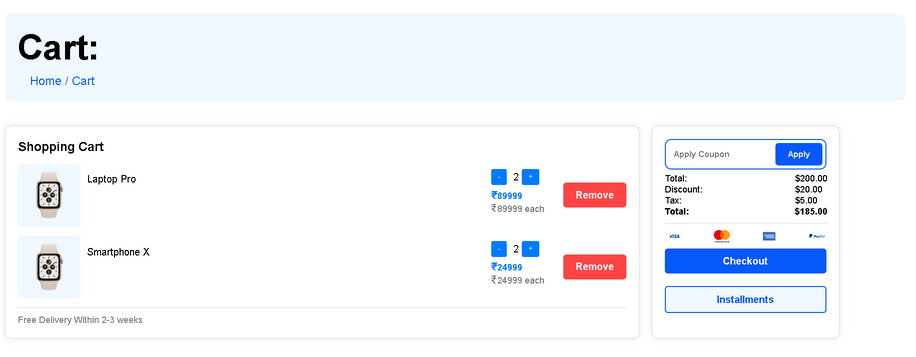 Cart:
Home / Cart
Shopping Cart
Laptop Pro
- 2 +
₹89999
₹89999 each
Remove
Smartphone X
- 2 +
₹24999
₹24999 each
Remove
Free Delivery Within 2-3 weeks
Apply Coupon
Apply
Total: $200.00
Discount: $20.00
Tax: $5.00
Total: $185.00
VISA
PayPal
Checkout
Installments